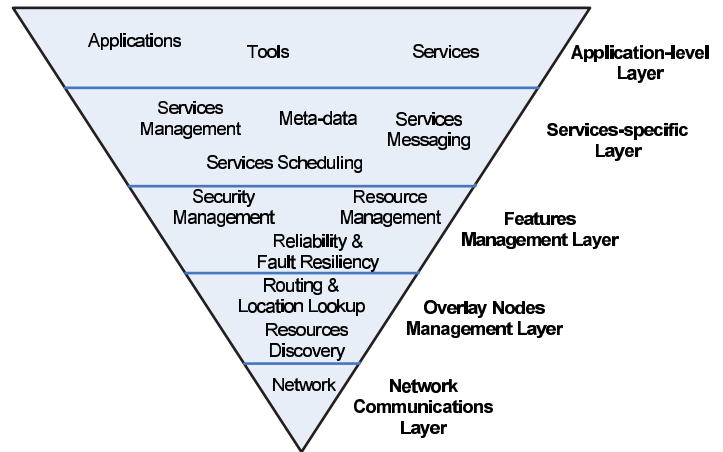 Applications
Tools
Services
Application-level
Layer
Services
Management
Meta-data
Services
Messaging
Services Scheduling
Services-specific
Layer
Security
Management
Resource
Management
Reliability &
Fault Resiliency
Features
Management Layer
Routing &
Location Lookup
Resources
Discovery
Overlay Nodes
Management Layer
Network
Network
Communications
Layer